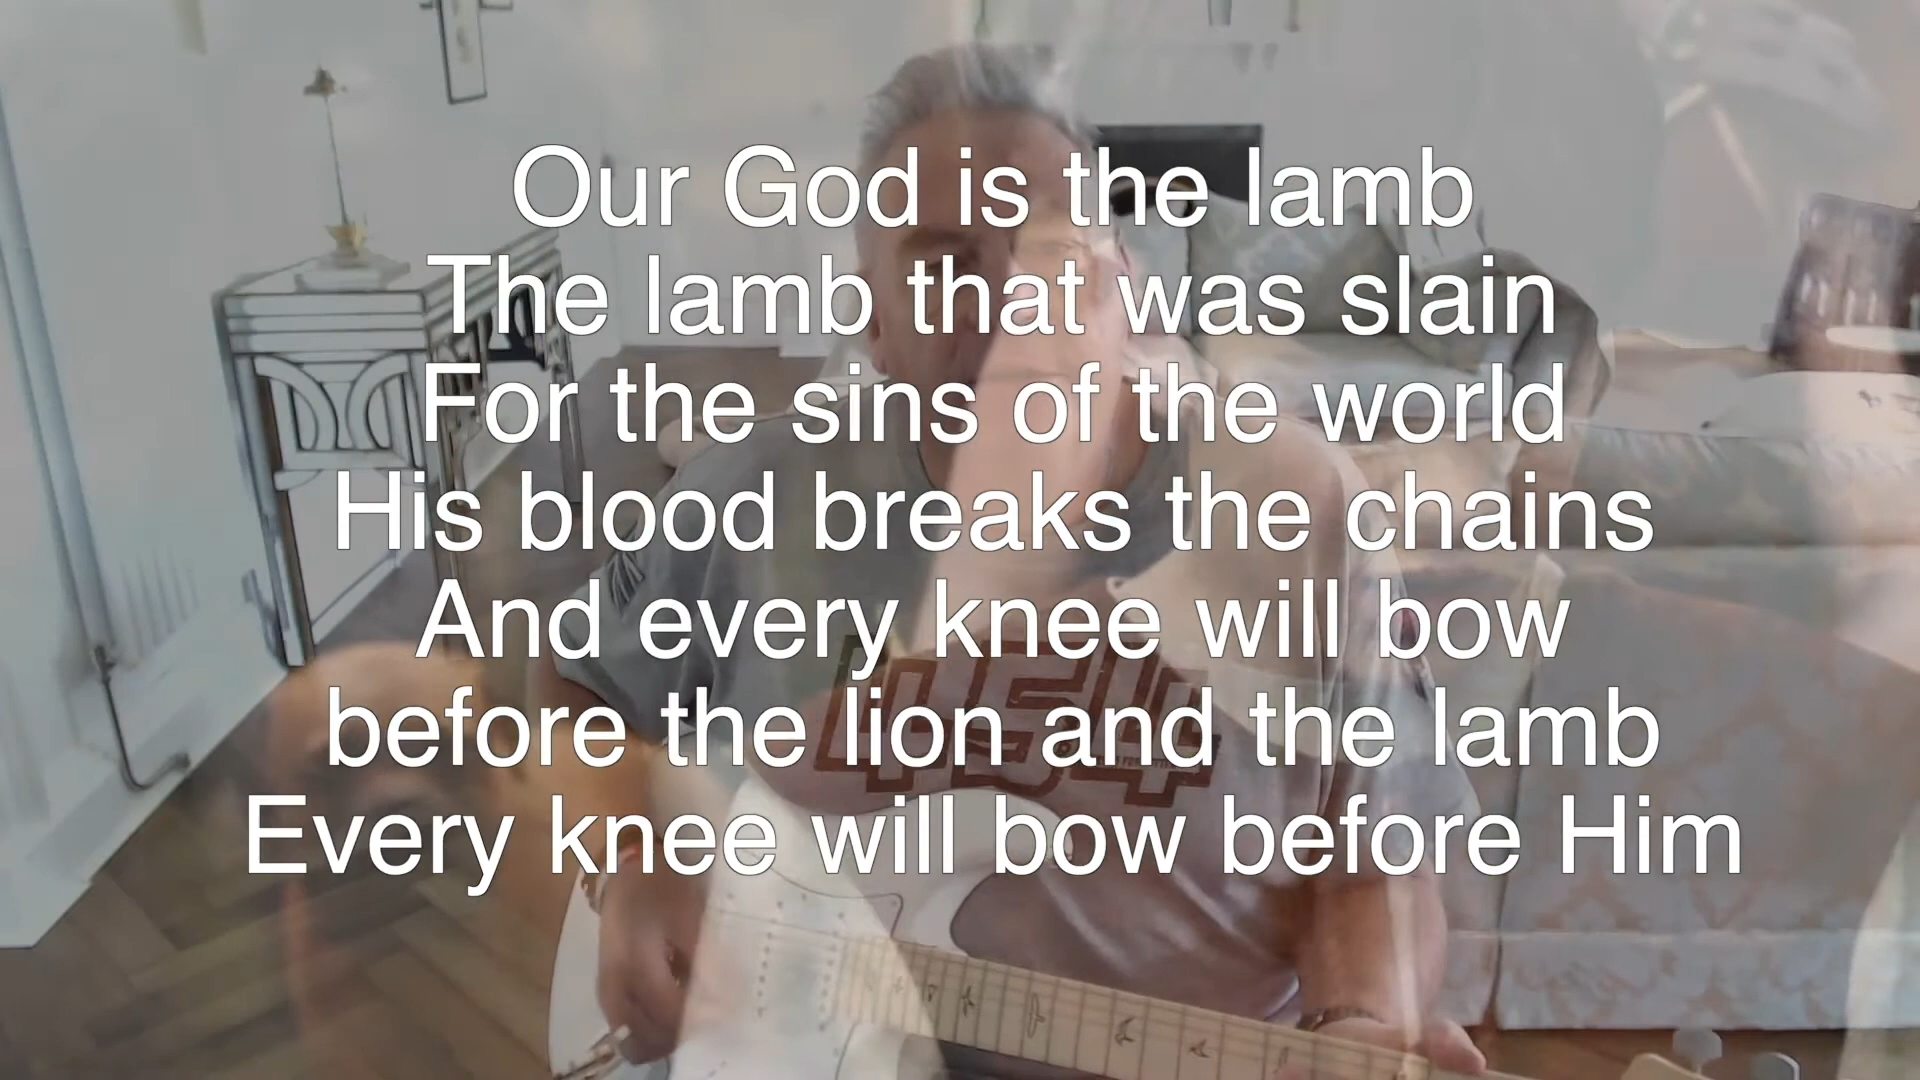 Our God is the lamb
The lamb that was slain
For the sins of the world
His blood breaks the chains
And every knee will bow
before the lion and the lamb
Every knee will bow before Him
454